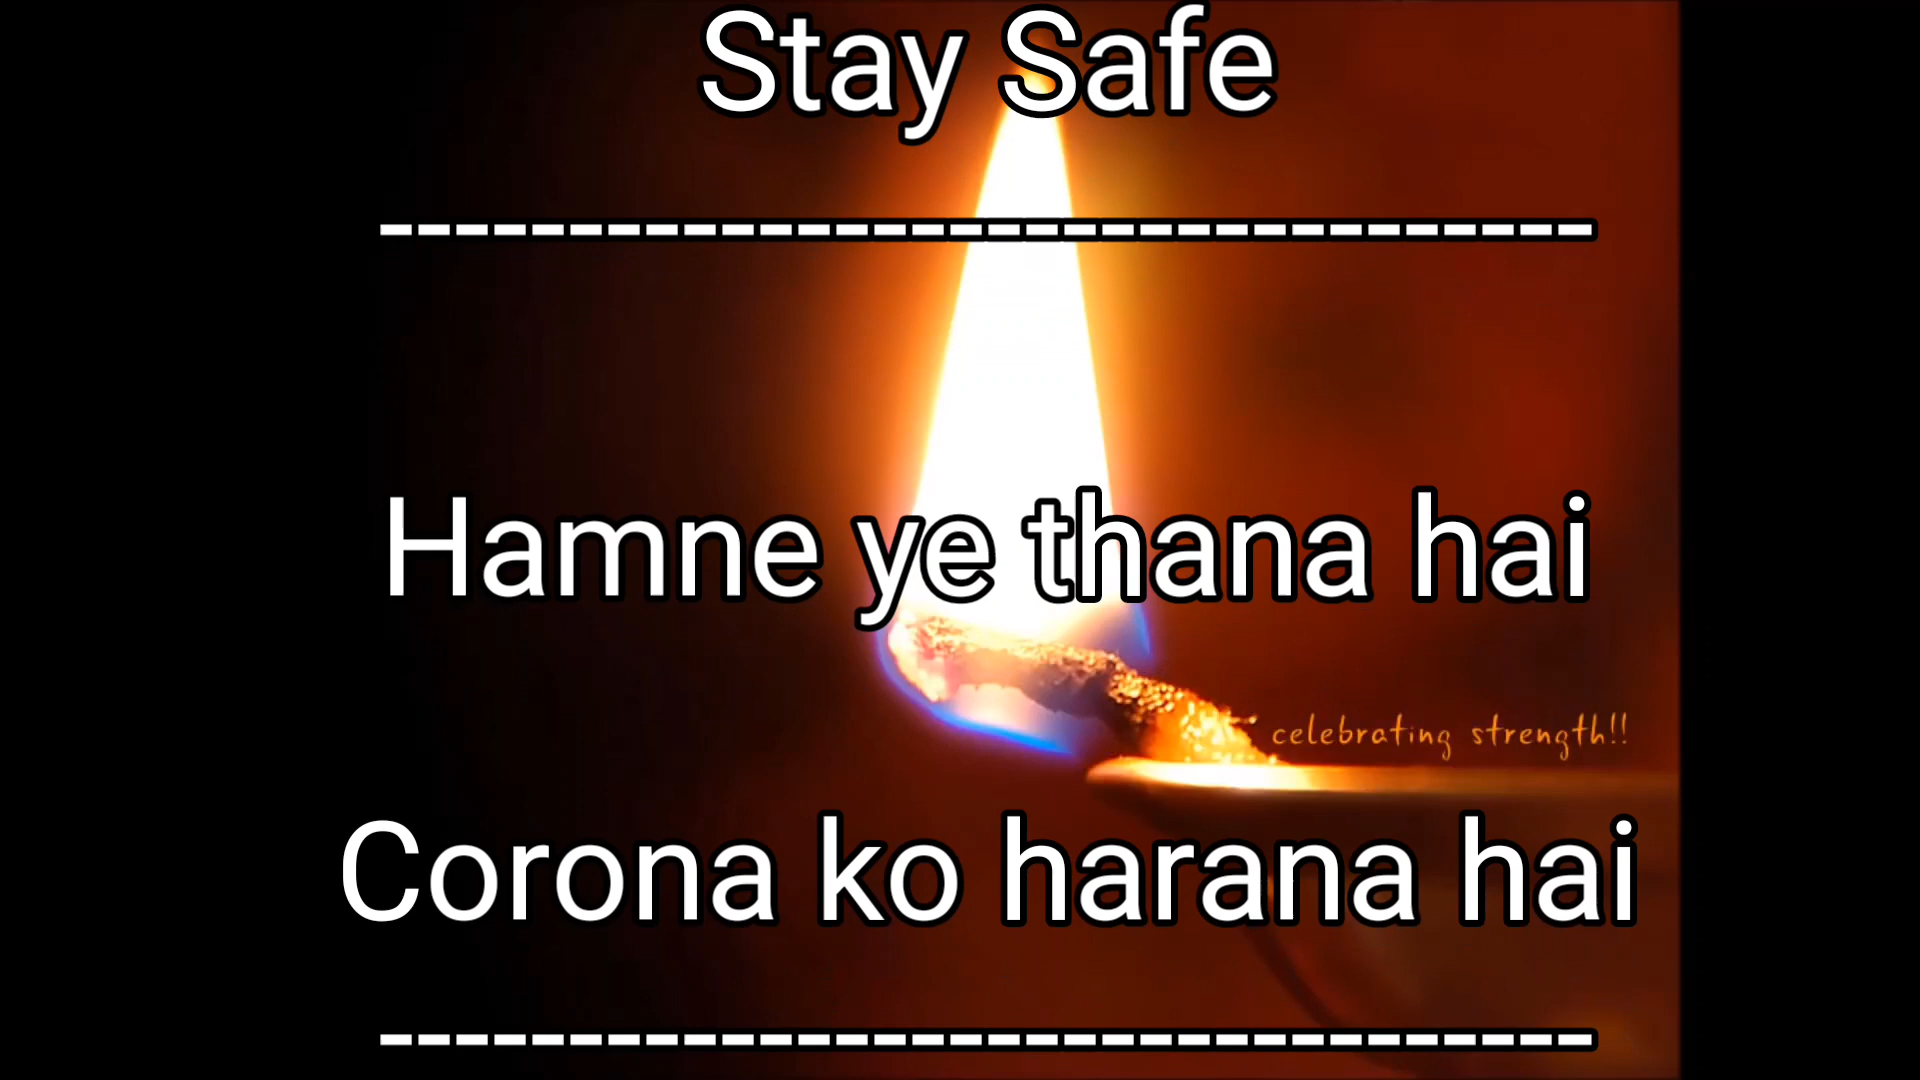 Stay Safe
--------------------------------
Hamne ye thana hai
celebrating strength!!
Corona ko harana hai
--------------------------------